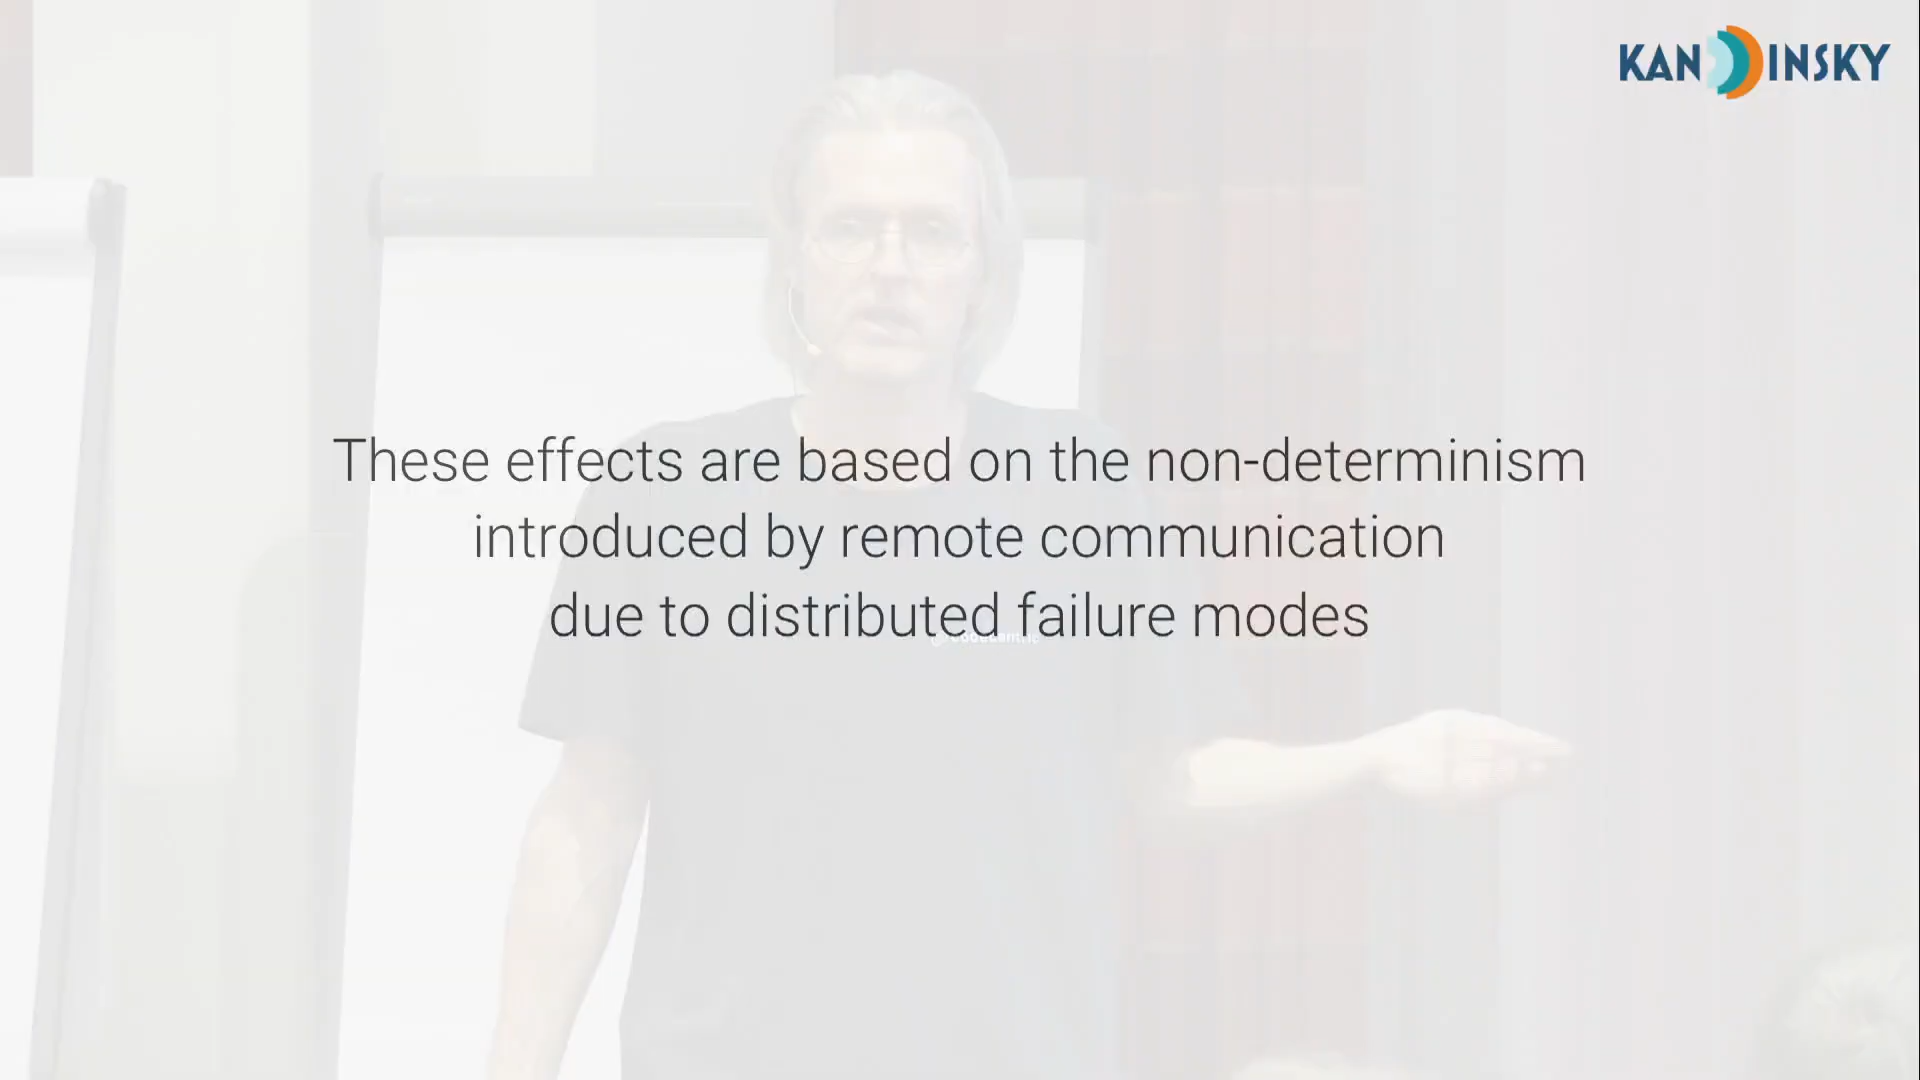 KANDINSKY
These effects are based on the non-determinism
introduced by remote communication
due to distributed failure modes